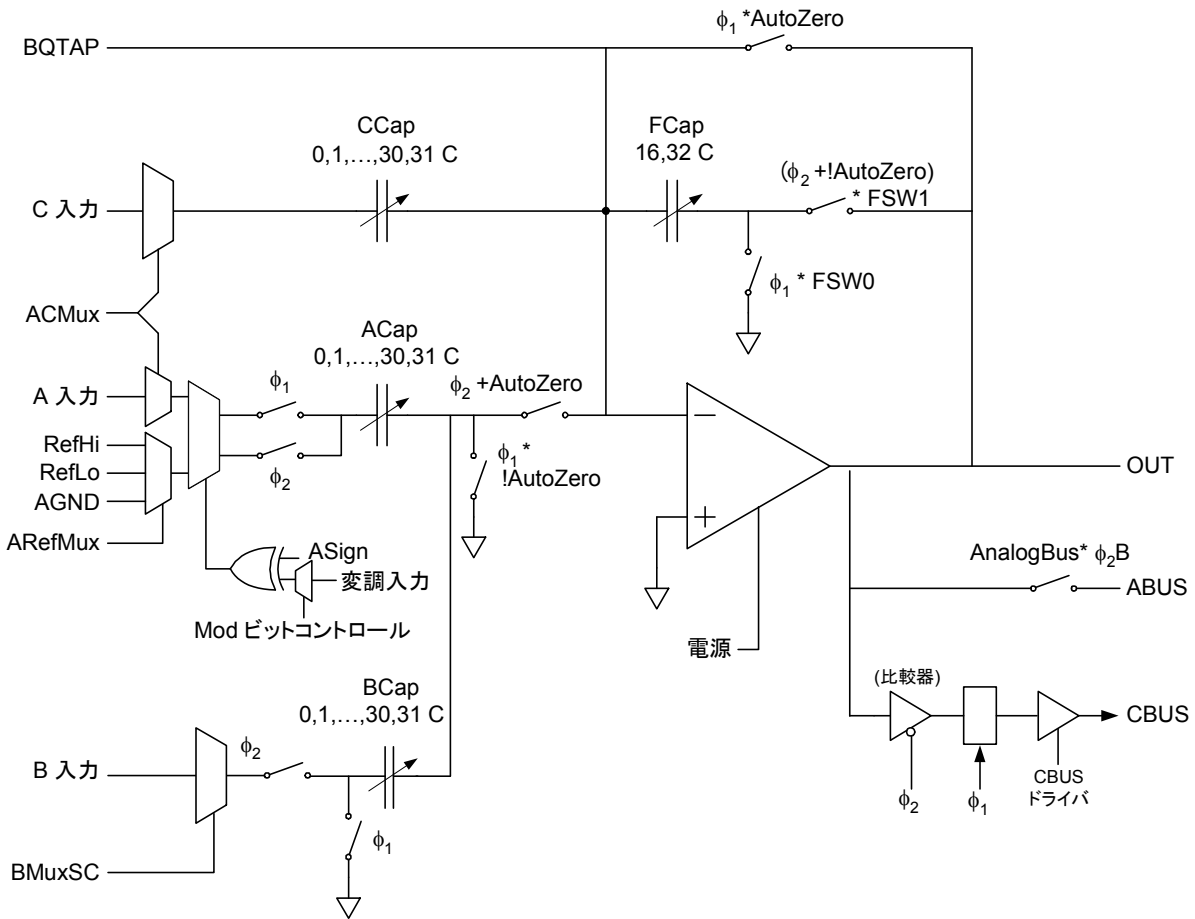 ϕ1 *AutoZero
BQTAP
CCap
0,1,…,30,31 C
FCap
16,32 C
(ϕ2 +!AutoZero)
* FSW1
C 入力
ϕ1 * FSW0
ACMux
ACap
0,1,…,30,31 C
ϕ1
ϕ2 +AutoZero
A 入力
RefHi
RefLo
AGND
ARefMux
ϕ2
ϕ1 *
!AutoZero
OUT
ASign
変調入力
Mod ビットコントロール
AnalogBus* ϕ2B
ABUS
電源
(比較器)
CBUS
ϕ2
ϕ1
CBUS
ドライバ
BCap
0,1,…,30,31 C
ϕ2
B 入力
ϕ1
BMuxSC